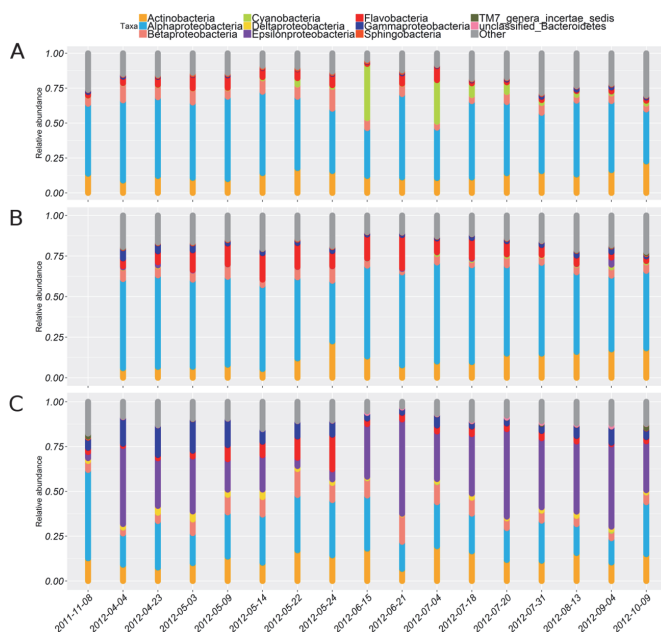 Taxa
Actinobacteria Cyanobacteria Flavobacteria TM7_genera_incertae_sedis
Alphaproteobacteria Deltaproteobacteria Gammaproteobacteria unclassified_Bacteroidetes
Betaproteobacteria Epsilonproteobacteria Sphingobacteria Other
A
1.00
0.75
0.50
0.25
0.00
Relative abundance
B
1.00
0.75
0.50
0.25
0.00
Relative abundance
C
1.00
0.75
0.50
0.25
0.00
Relative abundance
2011-11-08 2012-04-04 2012-04-23 2012-05-03 2012-05-09 2012-05-14 2012-05-22 2012-05-24 2012-06-15 2012-06-21 2012-07-04 2012-07-18 2012-07-20 2012-07-31 2012-08-13 2012-09-04 2012-10-09